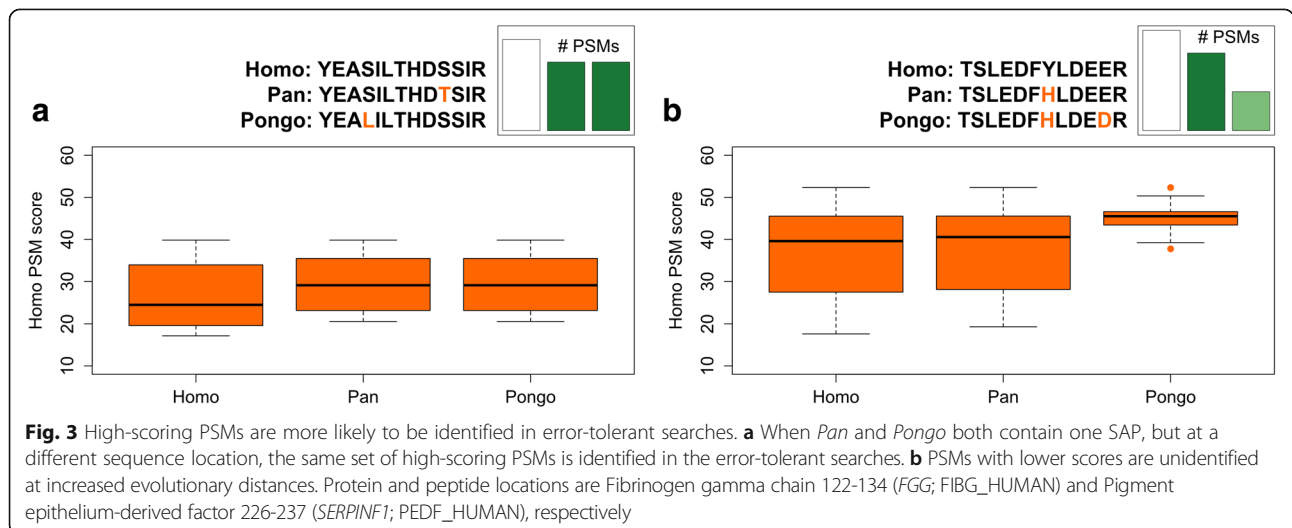 # PSMs
Homo: YEASILTHDSSIR
Pan: YEASILTHDTSIR
Pongo: YEALILTHDSSIR
a
60
50
40
30
20
10
Homo PSM score
Homo Pan Pongo
# PSMs
Homo: TSLEDFYLDEER
Pan: TSLEDFHLDEER
Pongo: TSLEDFHLDEDR
b
60
50
40
30
20
10
Homo PSM score
Homo Pan Pongo
Fig. 3 High-scoring PSMs are more likely to be identified in error-tolerant searches. a When Pan and Pongo both contain one SAP, but at a
different sequence location, the same set of high-scoring PSMs is identified in the error-tolerant searches. b PSMs with lower scores are unidentified
at increased evolutionary distances. Protein and peptide locations are Fibrinogen gamma chain 122-134 (FGG; FIBG_HUMAN) and Pigment
epithelium-derived factor 226-237 (SERPINF1; PEDF_HUMAN), respectively